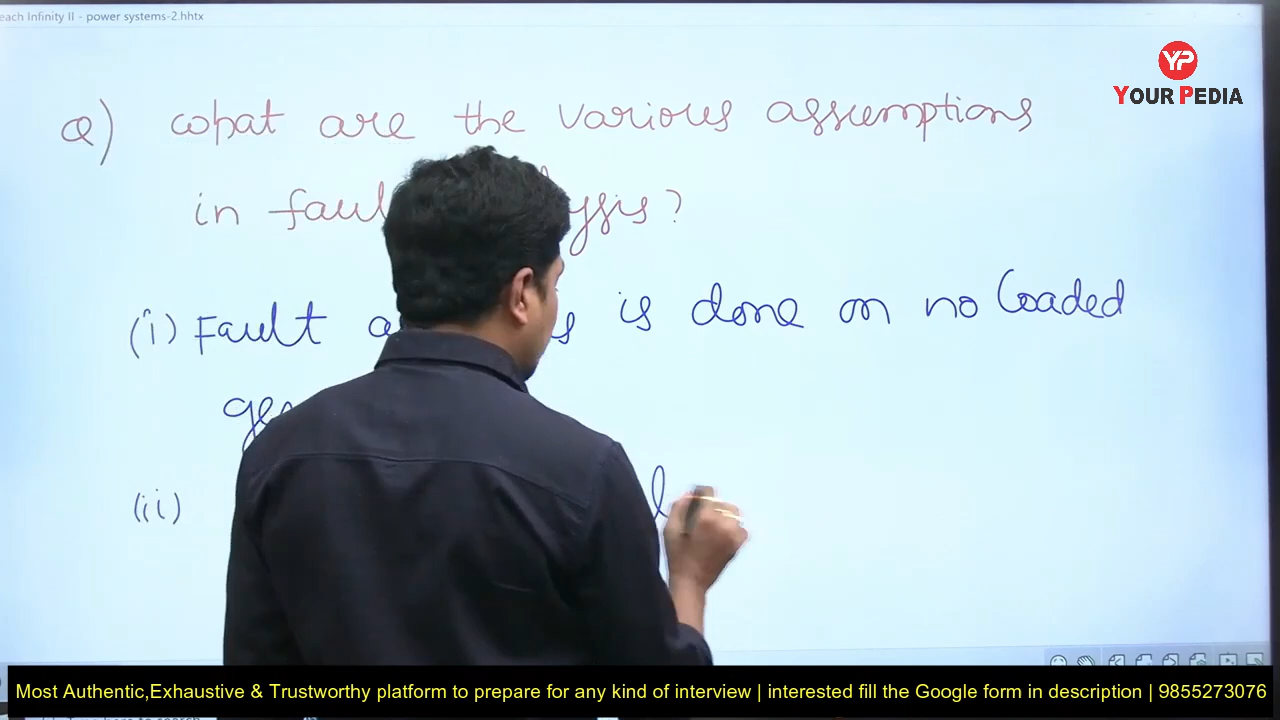 each Infinity II - power systems-2.hhtx
YP
YOUR PEDIA
Q) What are the various assumptions
in ?
(i) Fault is done on no loaded
(ii)
Most Authentic,Exhaustive & Trustworthy platform to prepare for any kind of interview | interested fill the Google form in description | 9855273076